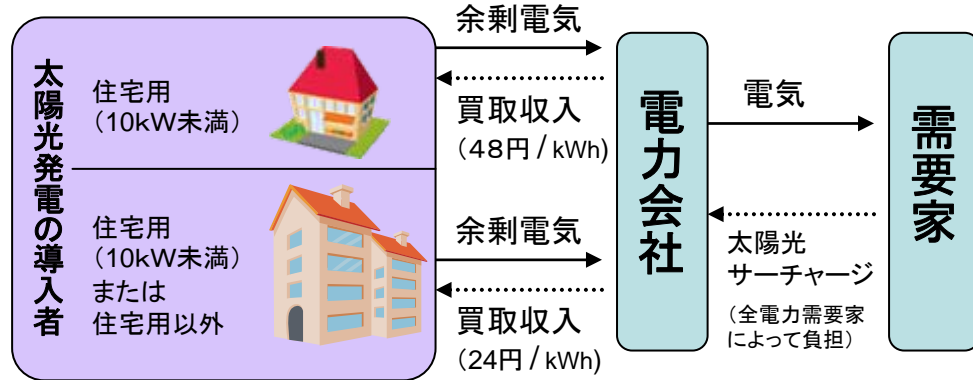 太陽光発電の導入者
住宅用
（10kW未満）
住宅用
（10kW未満）
または
住宅用以外
余剰電気
買取収入
（48円/kWh)
余剰電気
買取収入
(24円/kWh)
電力会社
電気
太陽光
サーチャージ
（全電力需要家
によって負担）
需要家